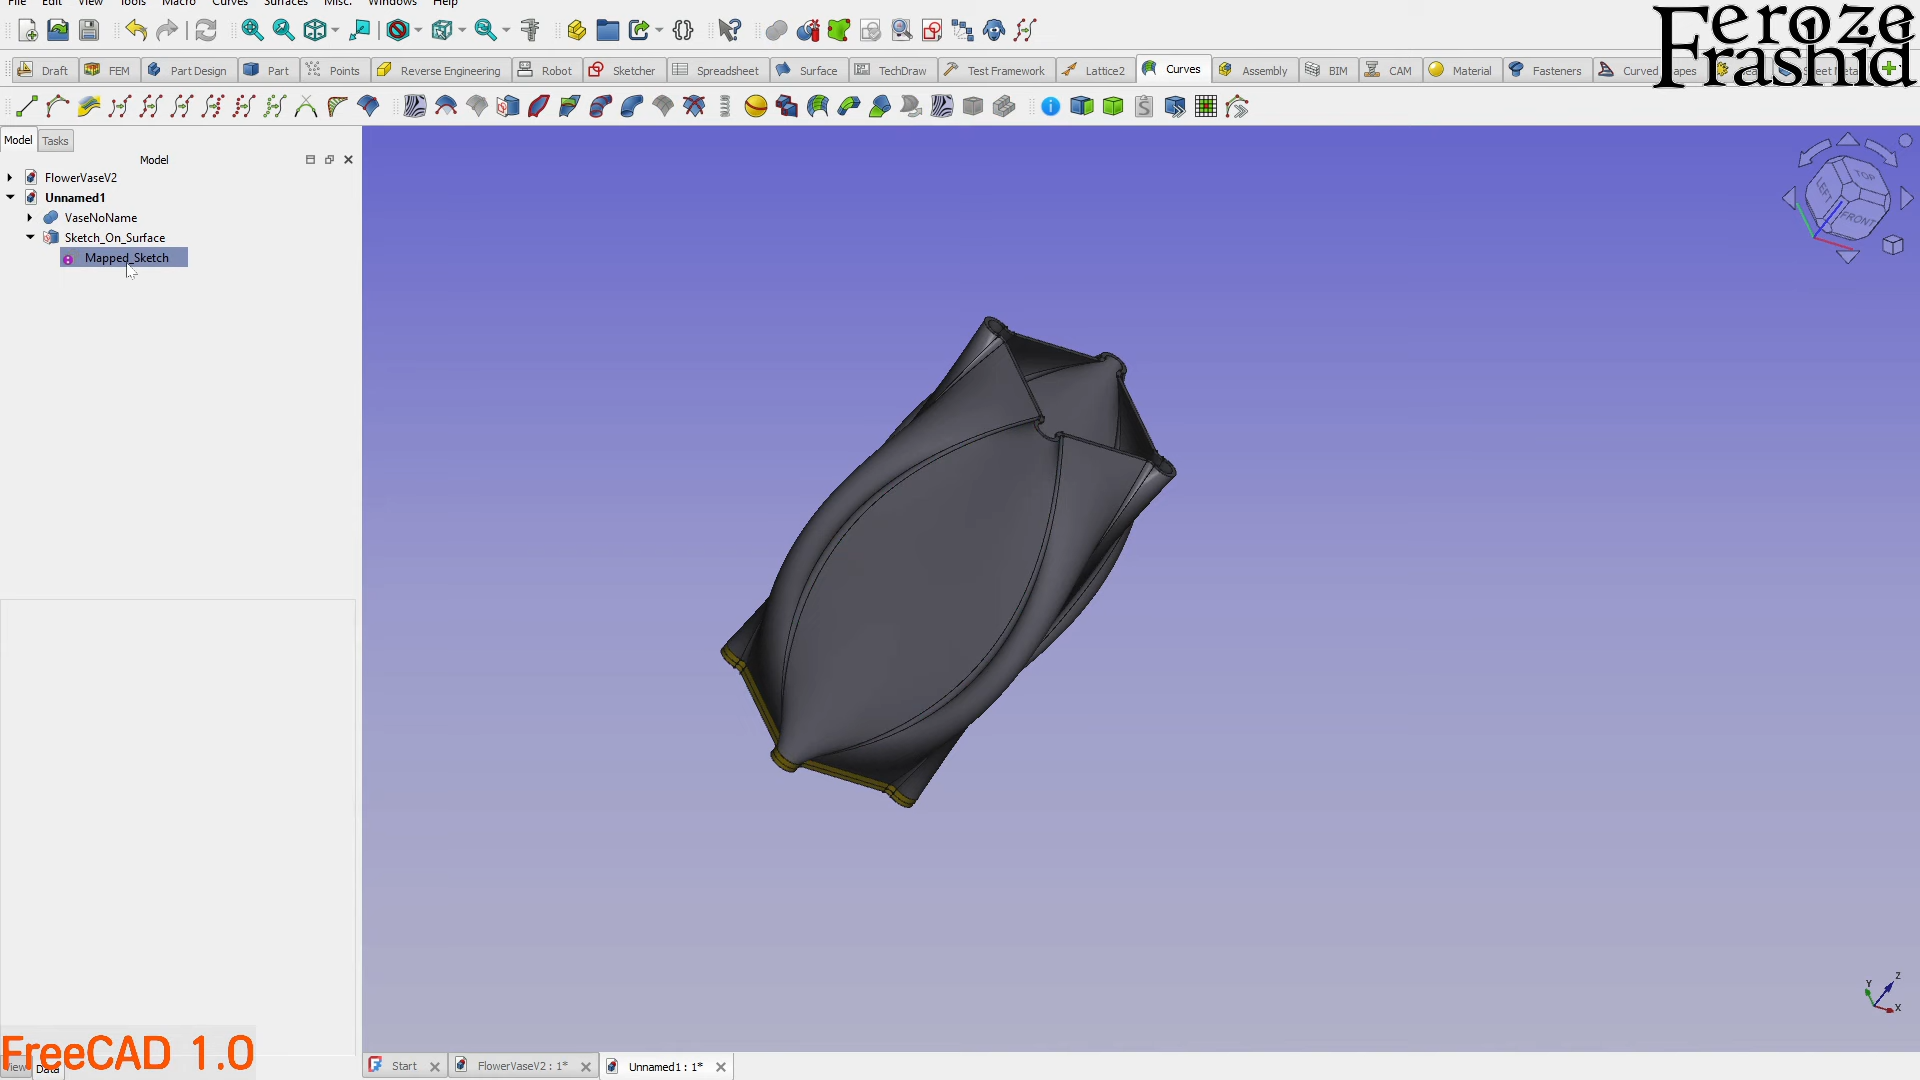 File Edit View Tools Macro Curves Surfaces Misc. Windows Help
Feroze
Frashid
Draft FEM Part Design Part Points Reverse Engineering Robot Sketcher Spreadsheet Surface TechDraw Test Framework Lattice2 Curves Assembly BIM CAM Material Fasteners Curved
Model Tasks
Model
FlowerVaseV2
Unnamed1
VaseNoName
Sketch_On_Surface
Mapped_Sketch
TOP
LEFT
FRONT
Z
Y
X
FreeCAD 1.0
View Data
Start FlowerVaseV2 : 1* Unnamed1 : 1*